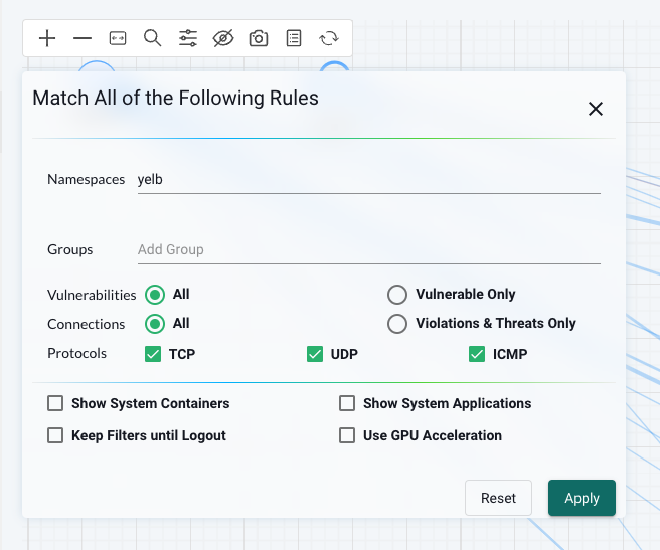 Match All of the Following Rules
Namespaces yelb
Groups Add Group
Vulnerabilities All Vulnerable Only
Connections All Violations & Threats Only
Protocols TCP UDP ICMP
Show System Containers Show System Applications
Keep Filters until Logout Use GPU Acceleration
Reset Apply